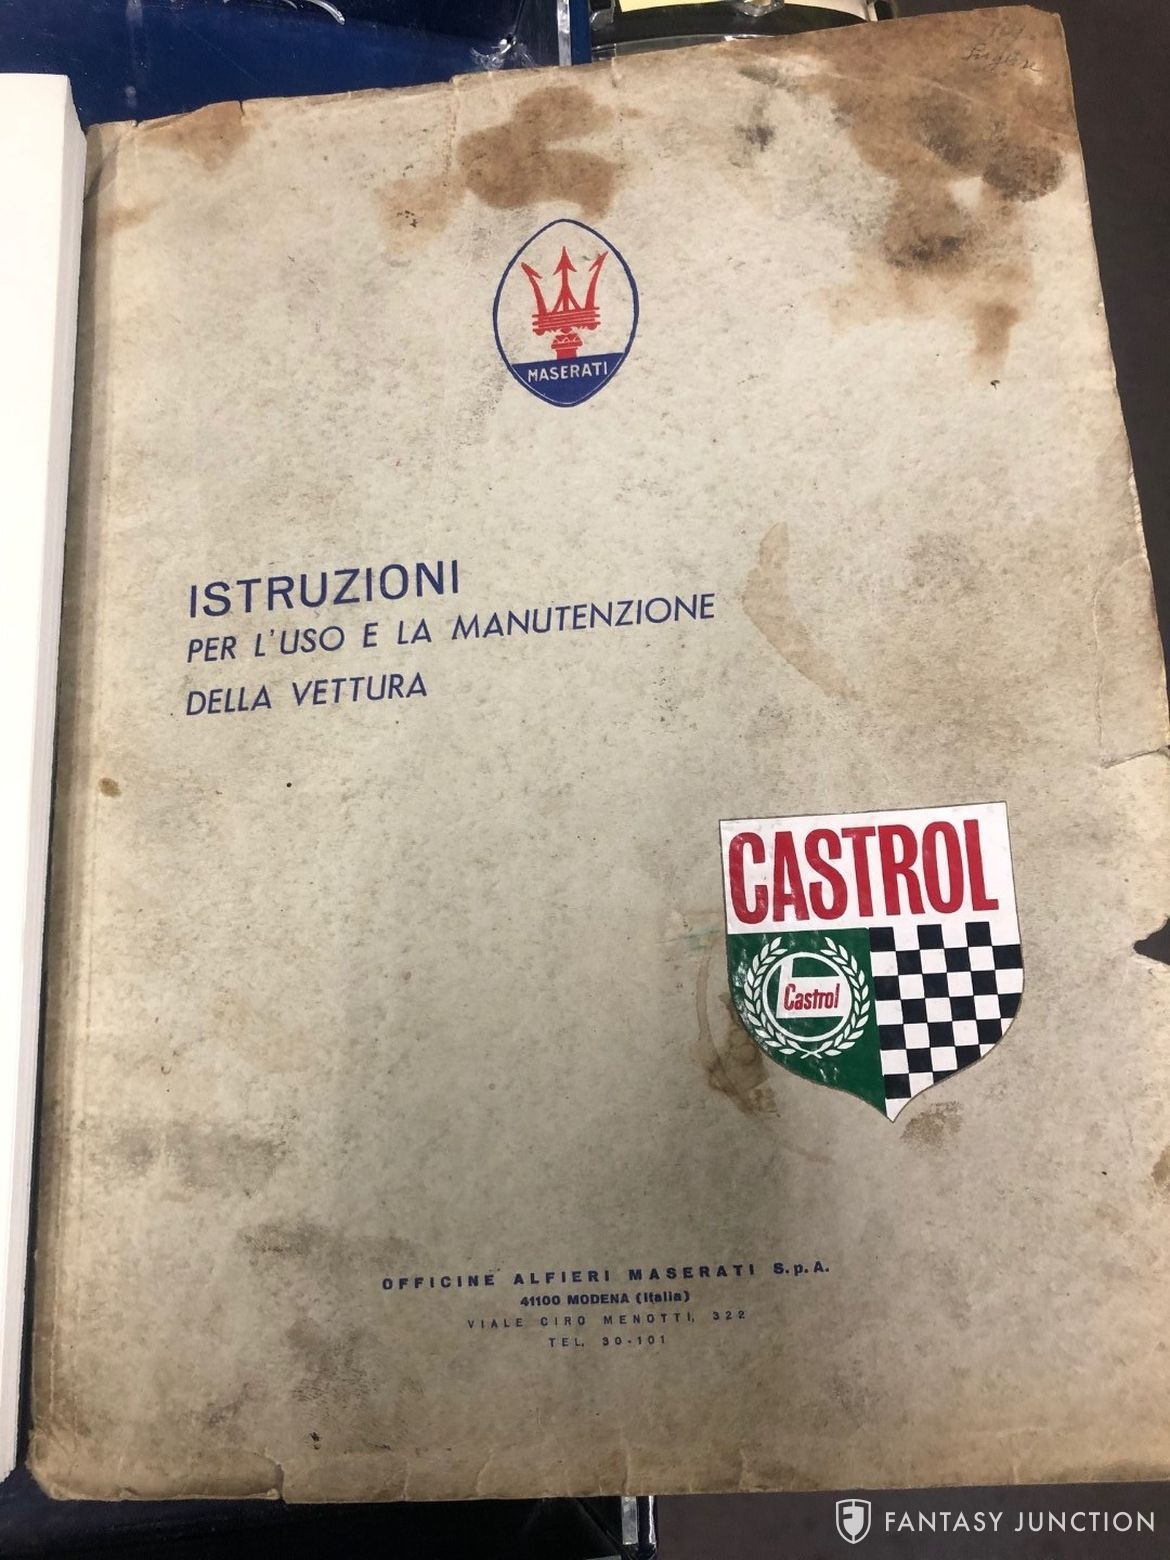 MASERATI
ISTRUZIONI
PER L'USO E LA MANUTENZIONE
DELLA VETTURA
CASTROL
Castrol
OFFICINE ALFIERI MASERATI S.p.A.
41100 MODENA (Italia)
VIALE CIRO MENOTTI, 322
TEL. 30-101
FANTASY JUNCTION